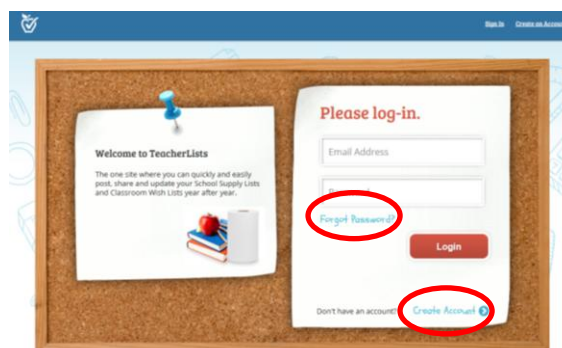 Sign In Create an Account
Please log-in.
Email Address
Welcome to TeacherLists
The one site where you can quickly and easily
post, share and update your School Supply Lists
and Classroom Wish Lists year after year.
Forgot Password?
Login
Don't have an account? Create Account